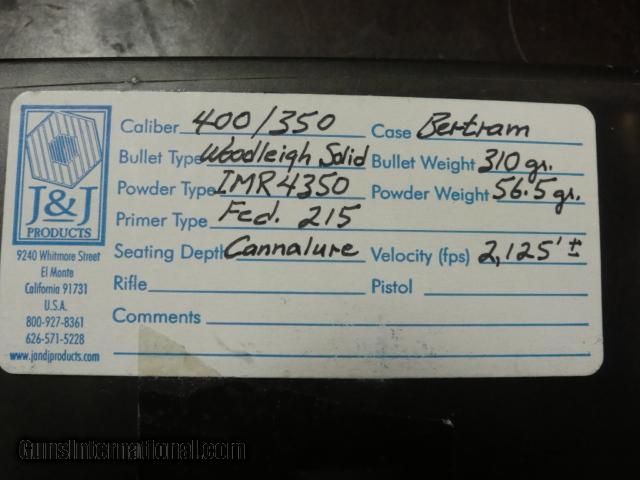 Caliber 400/350 Case Bertram
Bullet Type Woodleigh Solid Bullet Weight 310 gr.
Powder Type IMR 4350 Powder Weight 56.5 gr.
Primer Type Fed. 215
Seating Depth Cannalure Velocity (fps) 2,125' ±
Rifle Pistol
Comments
J&J
PRODUCTS
9240 Whitmore Street
El Monte
California 91731
U.S.A.
800-927-8361
626-571-5228
www.jandjproducts.com
GunsInternational.com